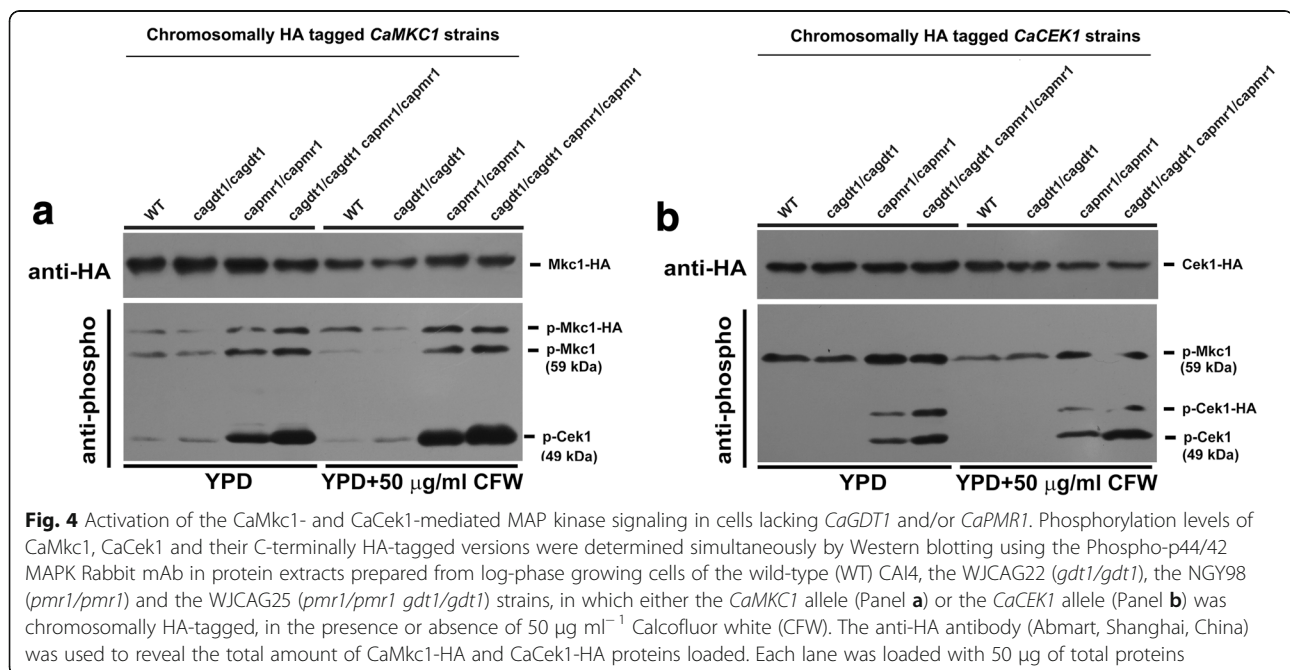 Chromosomally HA tagged CaMKC1 strains
WT
cagdt1/cagdt1
capmr1/capmr1
cagdt1/cagdt1 capmr1/capmr1
WT
cagdt1/cagdt1
capmr1/capmr1
cagdt1/cagdt1 capmr1/capmr1
a
anti-HA
Mkc1-HA
anti-phospho
p-Mkc1-HA
p-Mkc1
(59 kDa)
p-Cek1
(49 kDa)
YPD
YPD+50 μg/ml CFW
Chromosomally HA tagged CaCEK1 strains
WT
cagdt1/cagdt1
capmr1/capmr1
cagdt1/cagdt1 capmr1/capmr1
WT
cagdt1/cagdt1
capmr1/capmr1
cagdt1/cagdt1 capmr1/capmr1
b
anti-HA
Cek1-HA
anti-phospho
p-Mkc1
(59 kDa)
p-Cek1-HA
p-Cek1
(49 kDa)
YPD
YPD+50 μg/ml CFW
Fig. 4 Activation of the CaMkc1- and CaCek1-mediated MAP kinase signaling in cells lacking CaGDT1 and/or CaPMR1. Phosphorylation levels of
CaMkc1, CaCek1 and their C-terminally HA-tagged versions were determined simultaneously by Western blotting using the Phospho-p44/42
MAPK Rabbit mAb in protein extracts prepared from log-phase growing cells of the wild-type (WT) CAI4, the WJCAG22 (gdt1/gdt1), the NGY98
(pmr1/pmr1) and the WJCAG25 (pmr1/pmr1 gdt1/gdt1) strains, in which either the CaMKC1 allele (Panel a) or the CaCEK1 allele (Panel b) was
chromosomally HA-tagged, in the presence or absence of 50 μg ml⁻¹ Calcofluor white (CFW). The anti-HA antibody (Abmart, Shanghai, China)
was used to reveal the total amount of CaMkc1-HA and CaCek1-HA proteins loaded. Each lane was loaded with 50 μg of total proteins